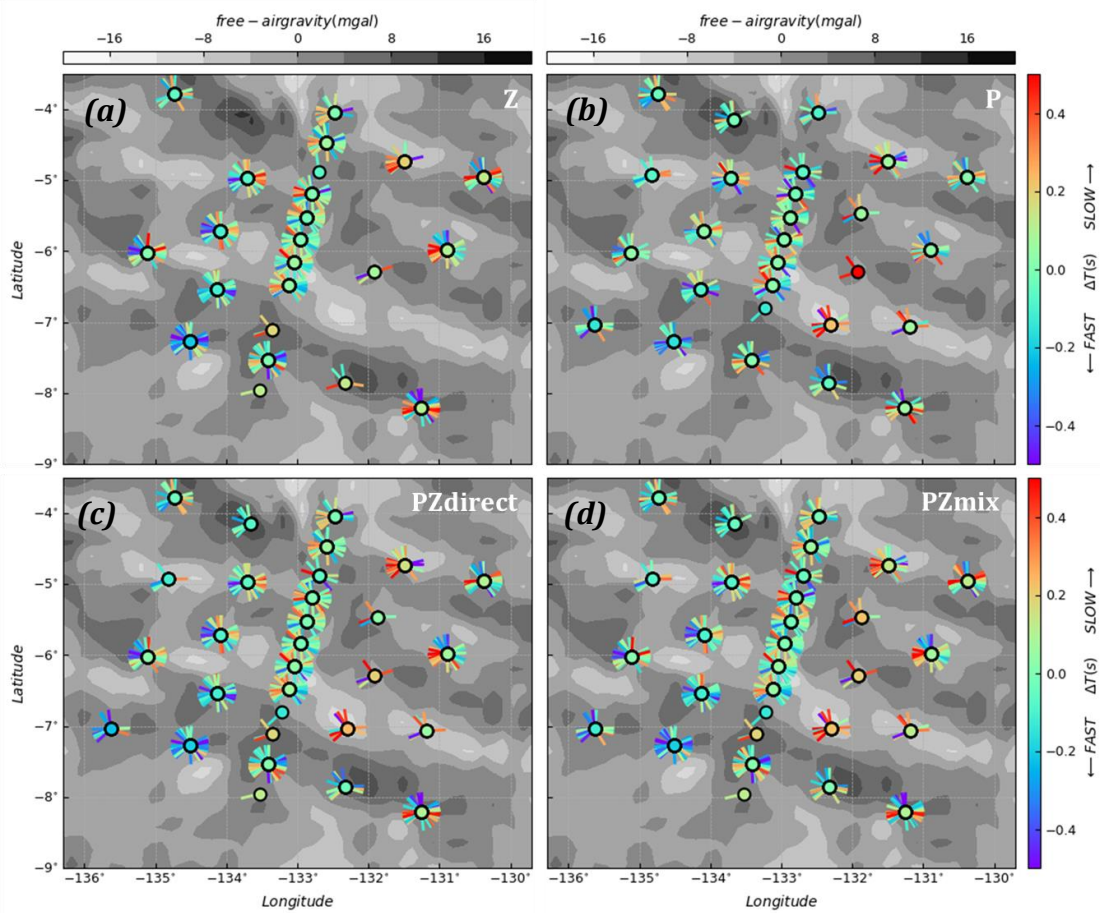 free − airgravity(mgal)
−16 −8 0 8 16
free − airgravity(mgal)
−16 −8 0 8 16
(a)
Z
(b)
P
−4°
−5°
−6°
−7°
−8°
−9°
Latitude
0.4
0.2
0.0
−0.2
−0.4
← FAST ΔT(s) SLOW →
(c)
PZdirect
(d)
PZmix
−4°
−5°
−6°
−7°
−8°
−9°
Latitude
0.4
0.2
0.0
−0.2
−0.4
← FAST ΔT(s) SLOW →
−136° −135° −134° −133° −132° −131° −130°
−136° −135° −134° −133° −132° −131° −130°
Longitude
Longitude